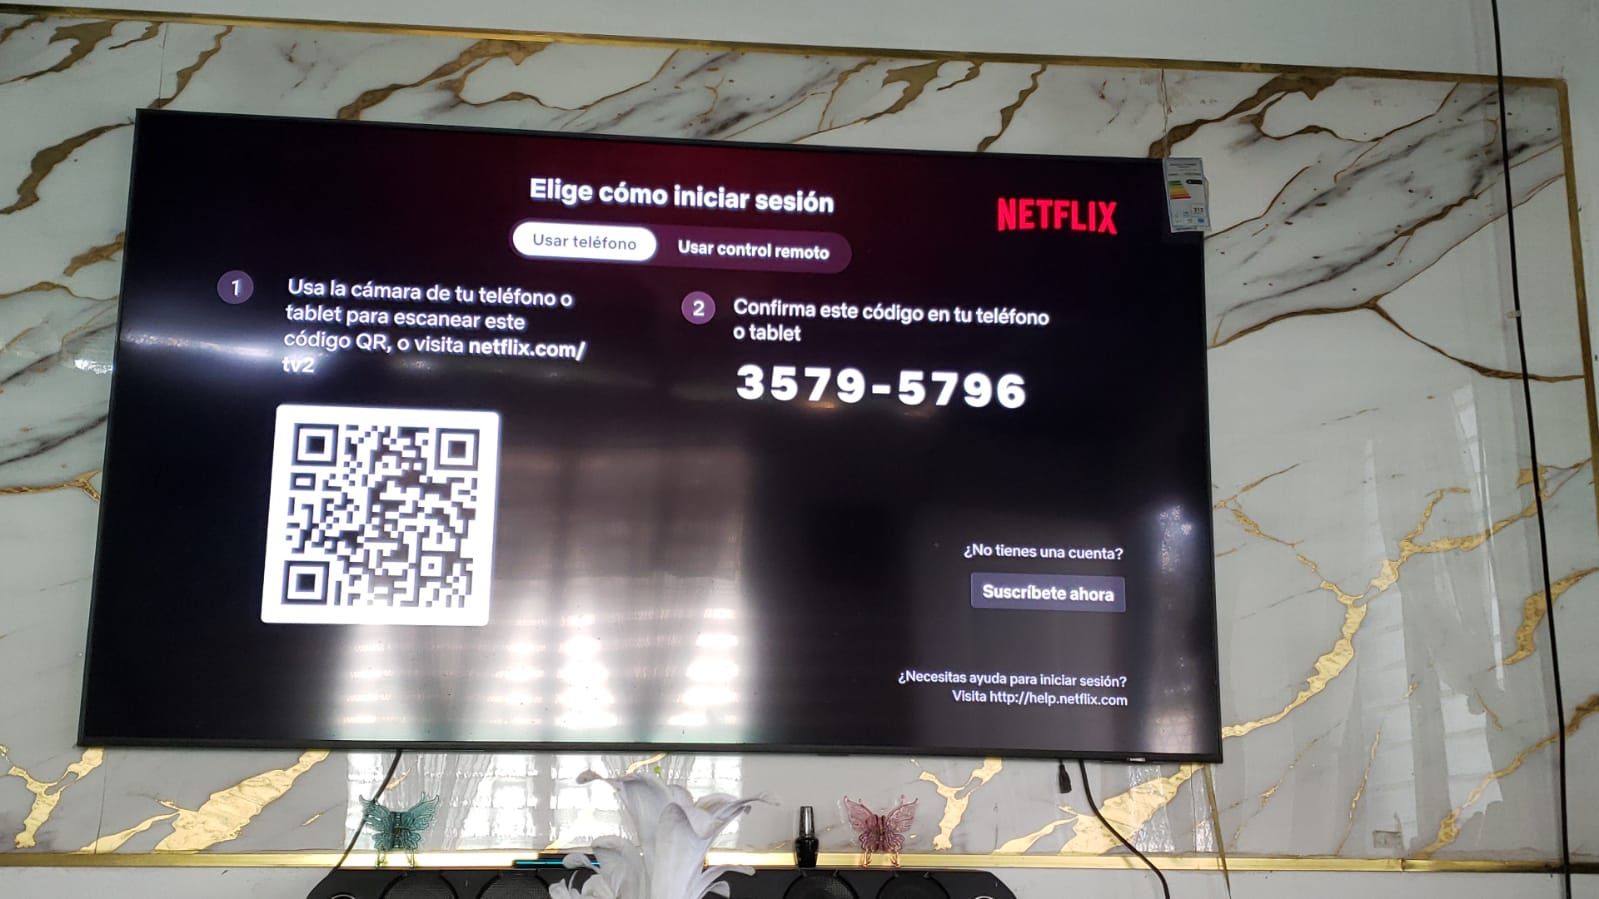 Elige cómo iniciar sesión
NETFLIX
Usar teléfono
Usar control remoto
1
Usa la cámara de tu teléfono o
tablet para escanear este
código QR, o visita netflix.com/
tv2
2
Confirma este código en tu teléfono
o tablet
3579-5796
¿No tienes una cuenta?
Suscríbete ahora
¿Necesitas ayuda para iniciar sesión?
Visita http://help.netflix.com